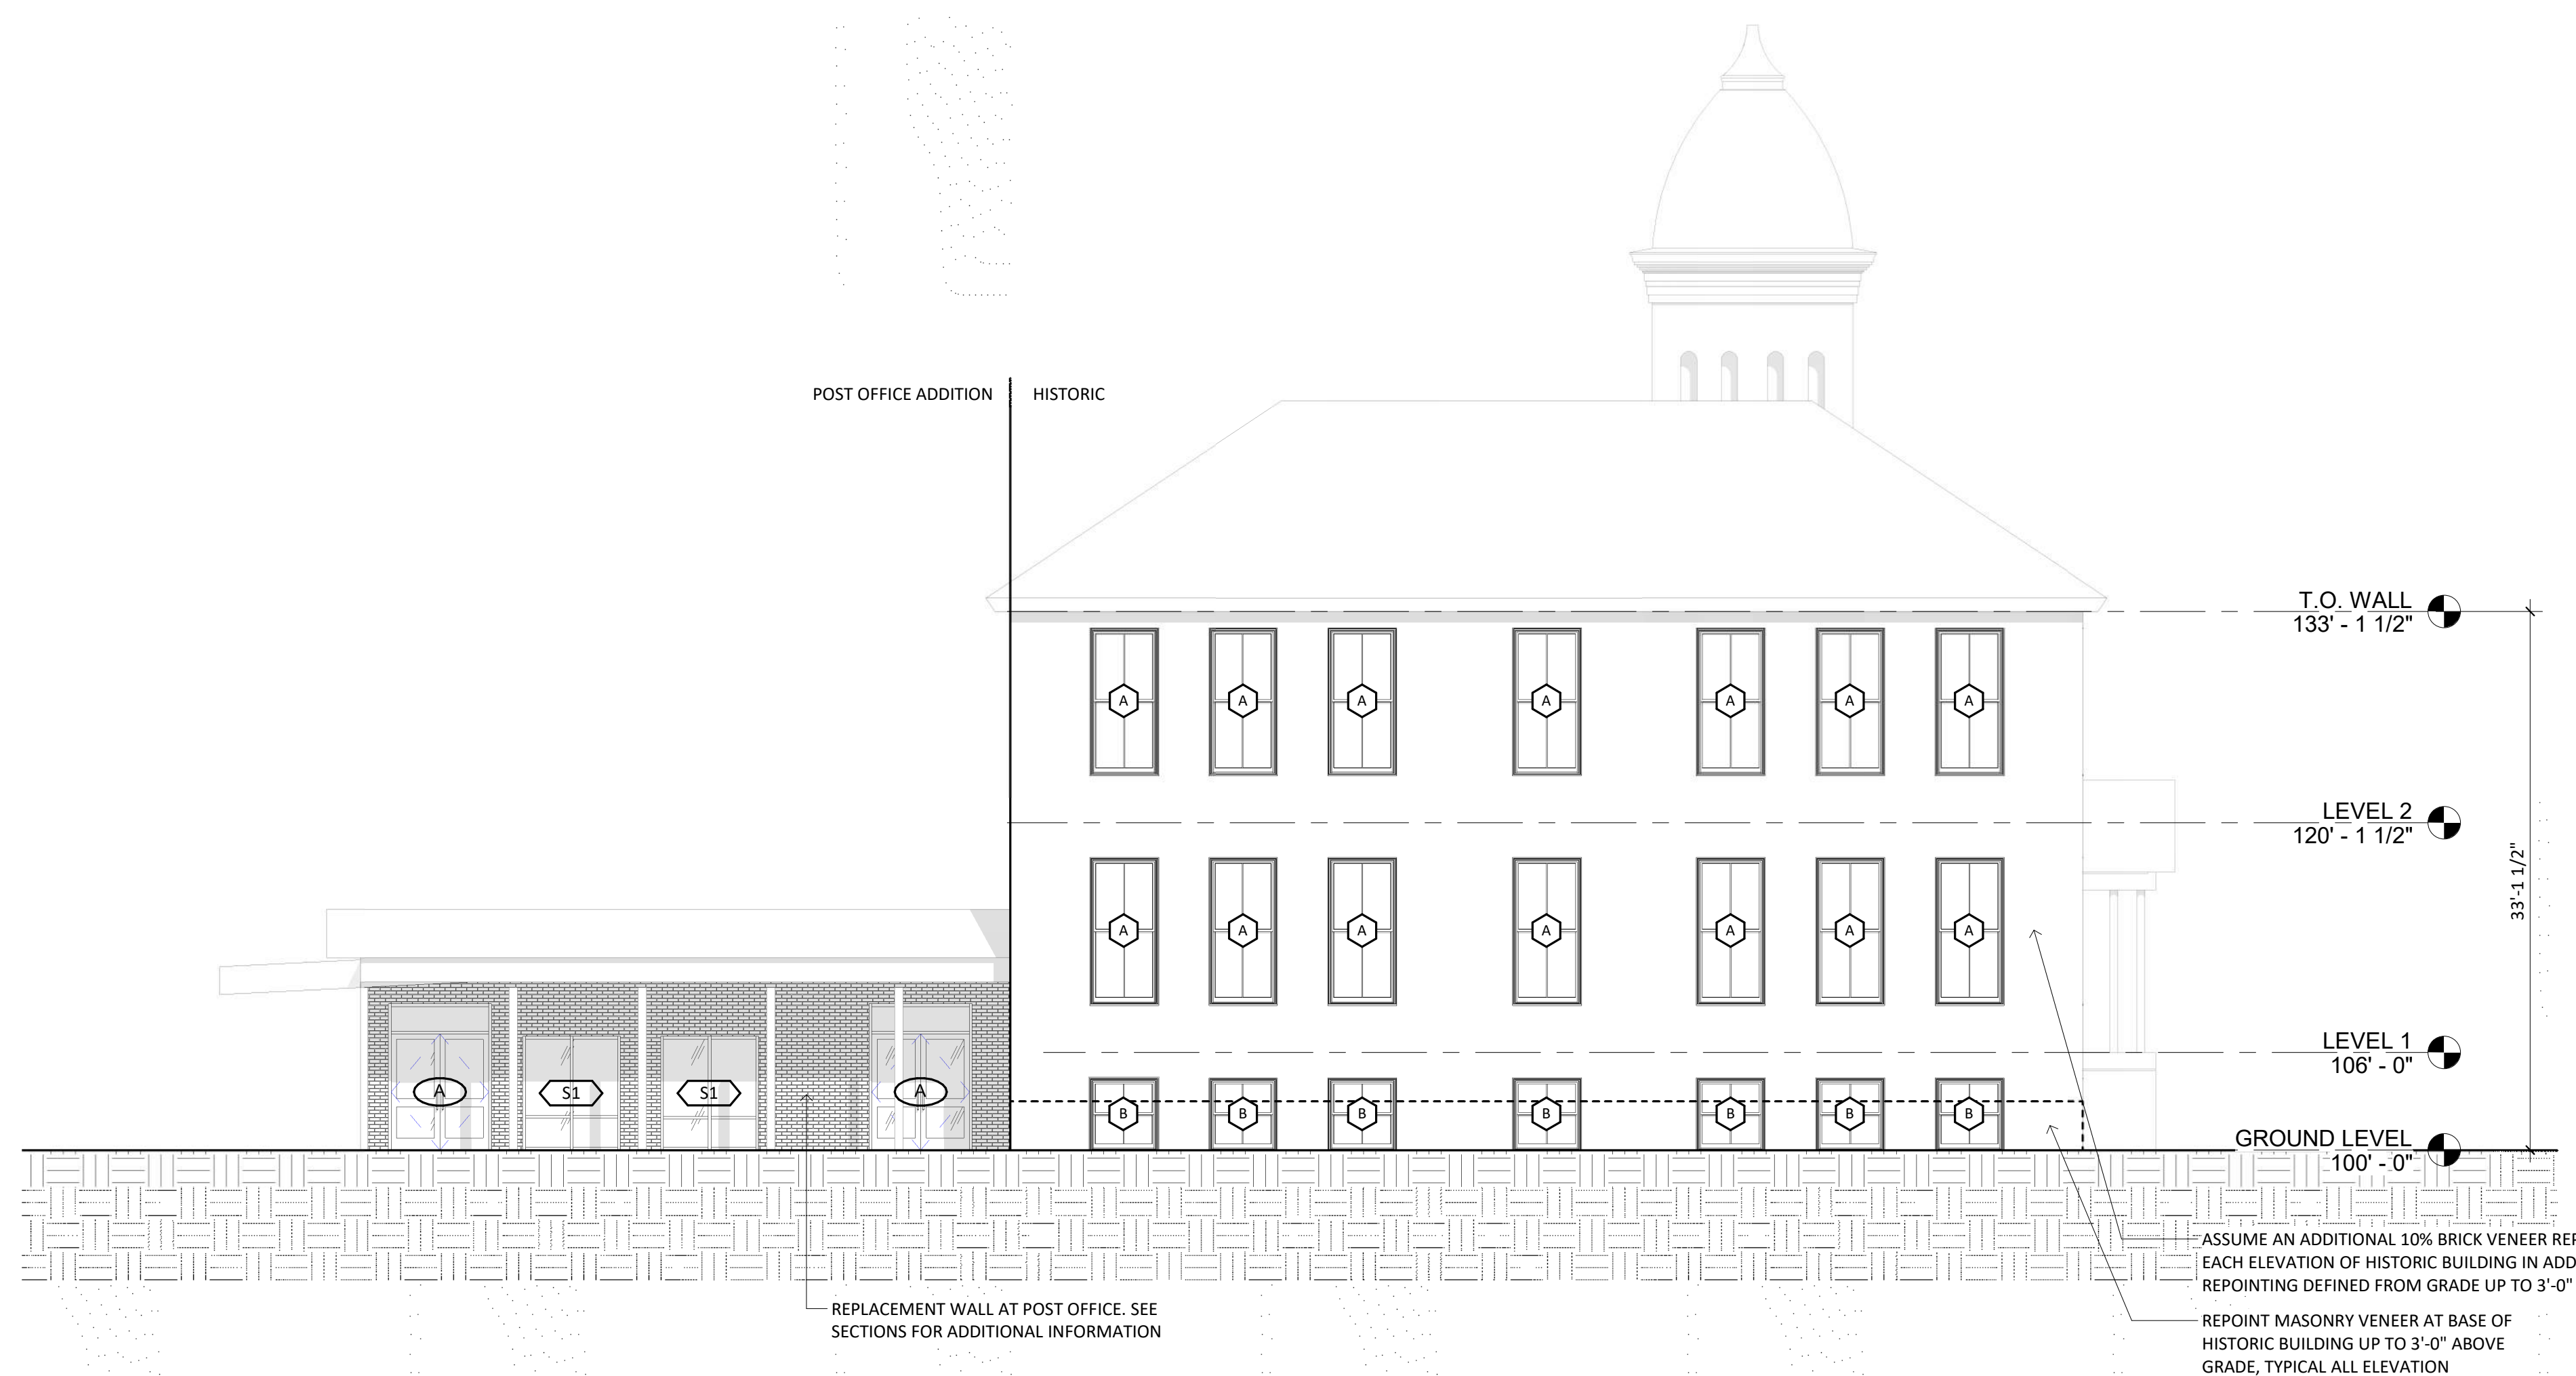 POST OFFICE ADDITION
HISTORIC
T.O. WALL
133' - 1 1/2"
A A A A A A A
LEVEL 2
120' - 1 1/2"
33'-1 1/2"
A A A A A A A
LEVEL 1
106' - 0"
A S1 S1 A
B B B B B B B
GROUND LEVEL
100' - 0"
ASSUME AN ADDITIONAL 10% BRICK VENEER
EACH ELEVATION OF HISTORIC BUILDING IN
REPOINTING DEFINED FROM GRADE UP TO 3'-0"
REPLACEMENT WALL AT POST OFFICE. SEE
SECTIONS FOR ADDITIONAL INFORMATION
REPOINT MASONRY VENEER AT BASE OF
HISTORIC BUILDING UP TO 3'-0" ABOVE
GRADE, TYPICAL ALL ELEVATION